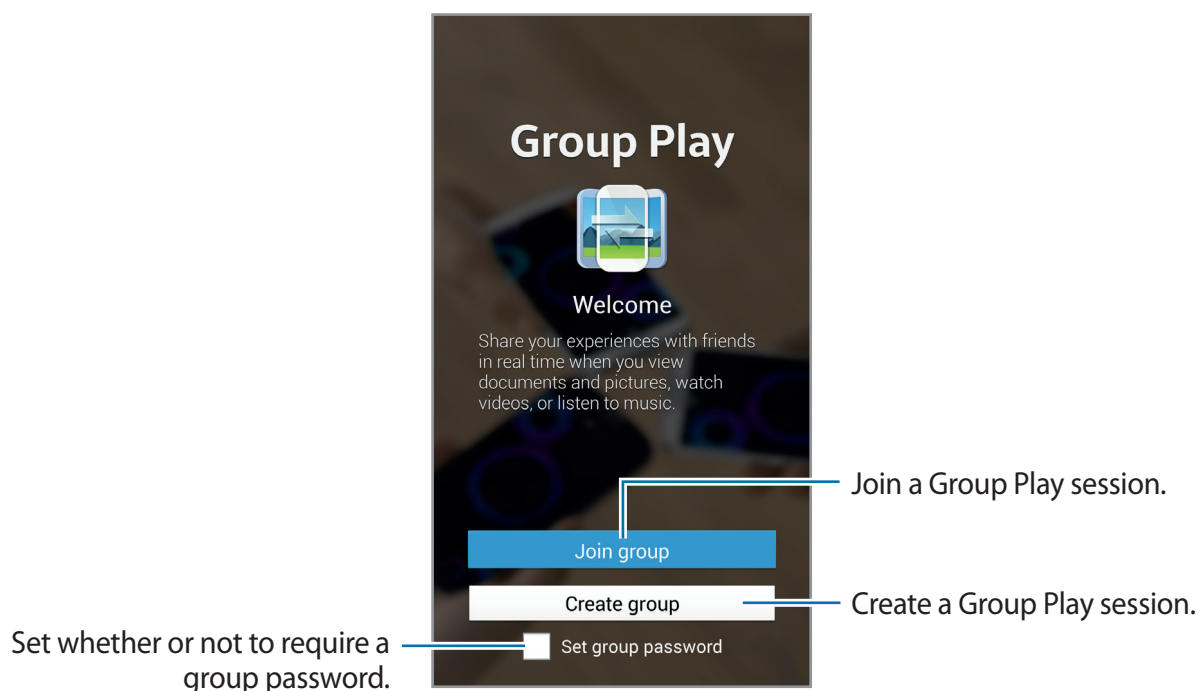 Group Play
Welcome
Share your experiences with friends
in real time when you view
documents and pictures, watch
videos, or listen to music.
Join a Group Play session.
Join group
Create group
Create a Group Play session.
Set whether or not to require a
group password.
Set group password